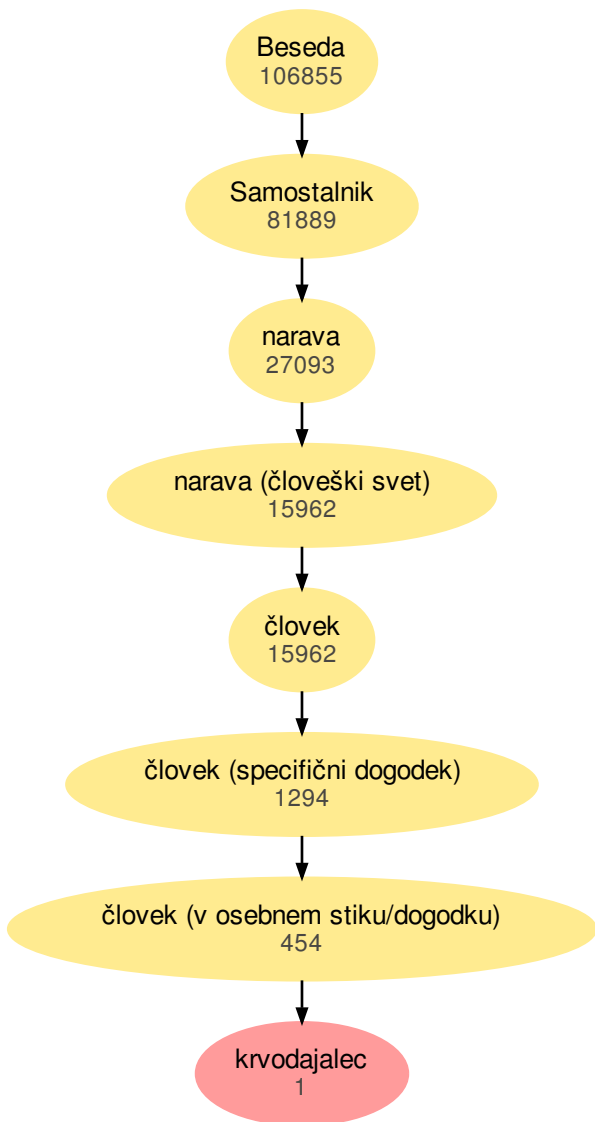 Beseda
106855
Samostalnik
81889
narava
27093
narava (človeški svet)
15962
človek
15962
človek (specifični dogodek)
1294
človek (v osebnem stiku/dogodku)
454
krvodajalec
1